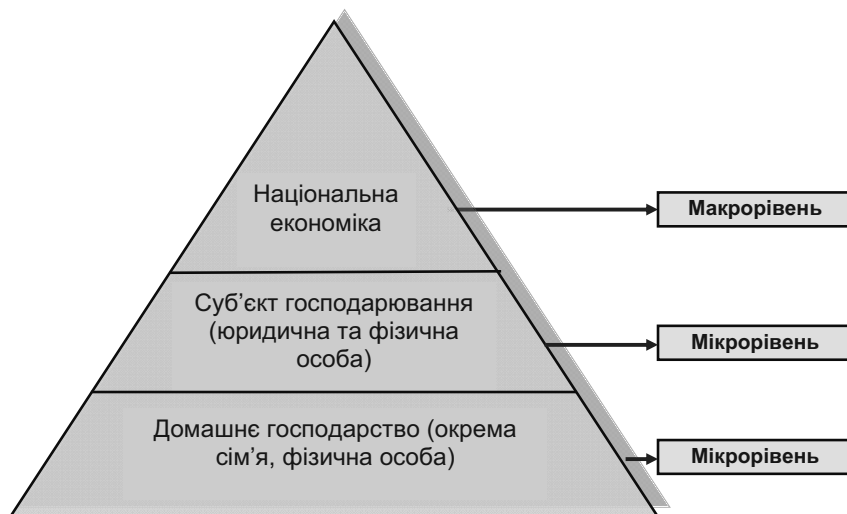 Національна
економіка
Макрорівень
Суб’єкт господарювання
(юридична та фізична
особа)
Мікрорівень
Домашнє господарство (окрема
сім’я, фізична особа)
Мікрорівень